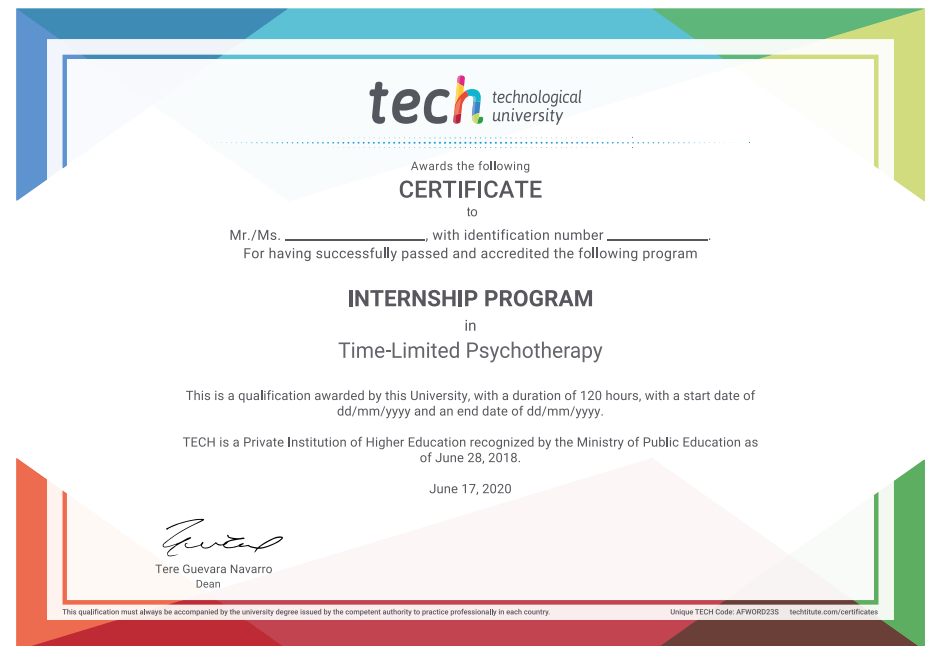 tech technological
university
Awards the following
CERTIFICATE
to
Mr./Ms. ____________________, with identification number ______________.
For having successfully passed and accredited the following program
INTERNSHIP PROGRAM
in
Time-Limited Psychotherapy
This is a qualification awarded by this University, with a duration of 120 hours, with a start date of
dd/mm/yyyy and an end date of dd/mm/yyyy.
TECH is a Private Institution of Higher Education recognized by the Ministry of Public Education as
of June 28, 2018.
June 17, 2020
Tere Guevara Navarro
Dean
This qualification must always be accompanied by the university degree issued by the competent authority to practice professionally in each country.
Unique TECH Code: AFWORD23S techtitute.com/certificates